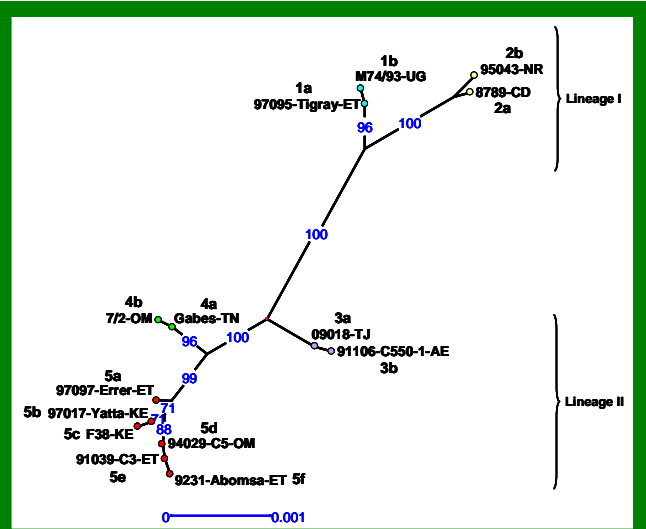 1b
M74/93-UG
1a
97095-Tigray-ET
2b
95043-NR
8789-CD
2a
Lineage I
96
100
100
4b
4a
7/2-OM
Gabes-TN
3a
09018-TJ
91106-C550-1-AE
3b
96
100
99
5a
97097-Errer-ET
5b 97017-Yatta-KE
5c F38-KE
71
71
88
5d
94029-C5-OM
91039-C3-ET
5e
9231-Abomsa-ET 5f
Lineage II
0 0.001